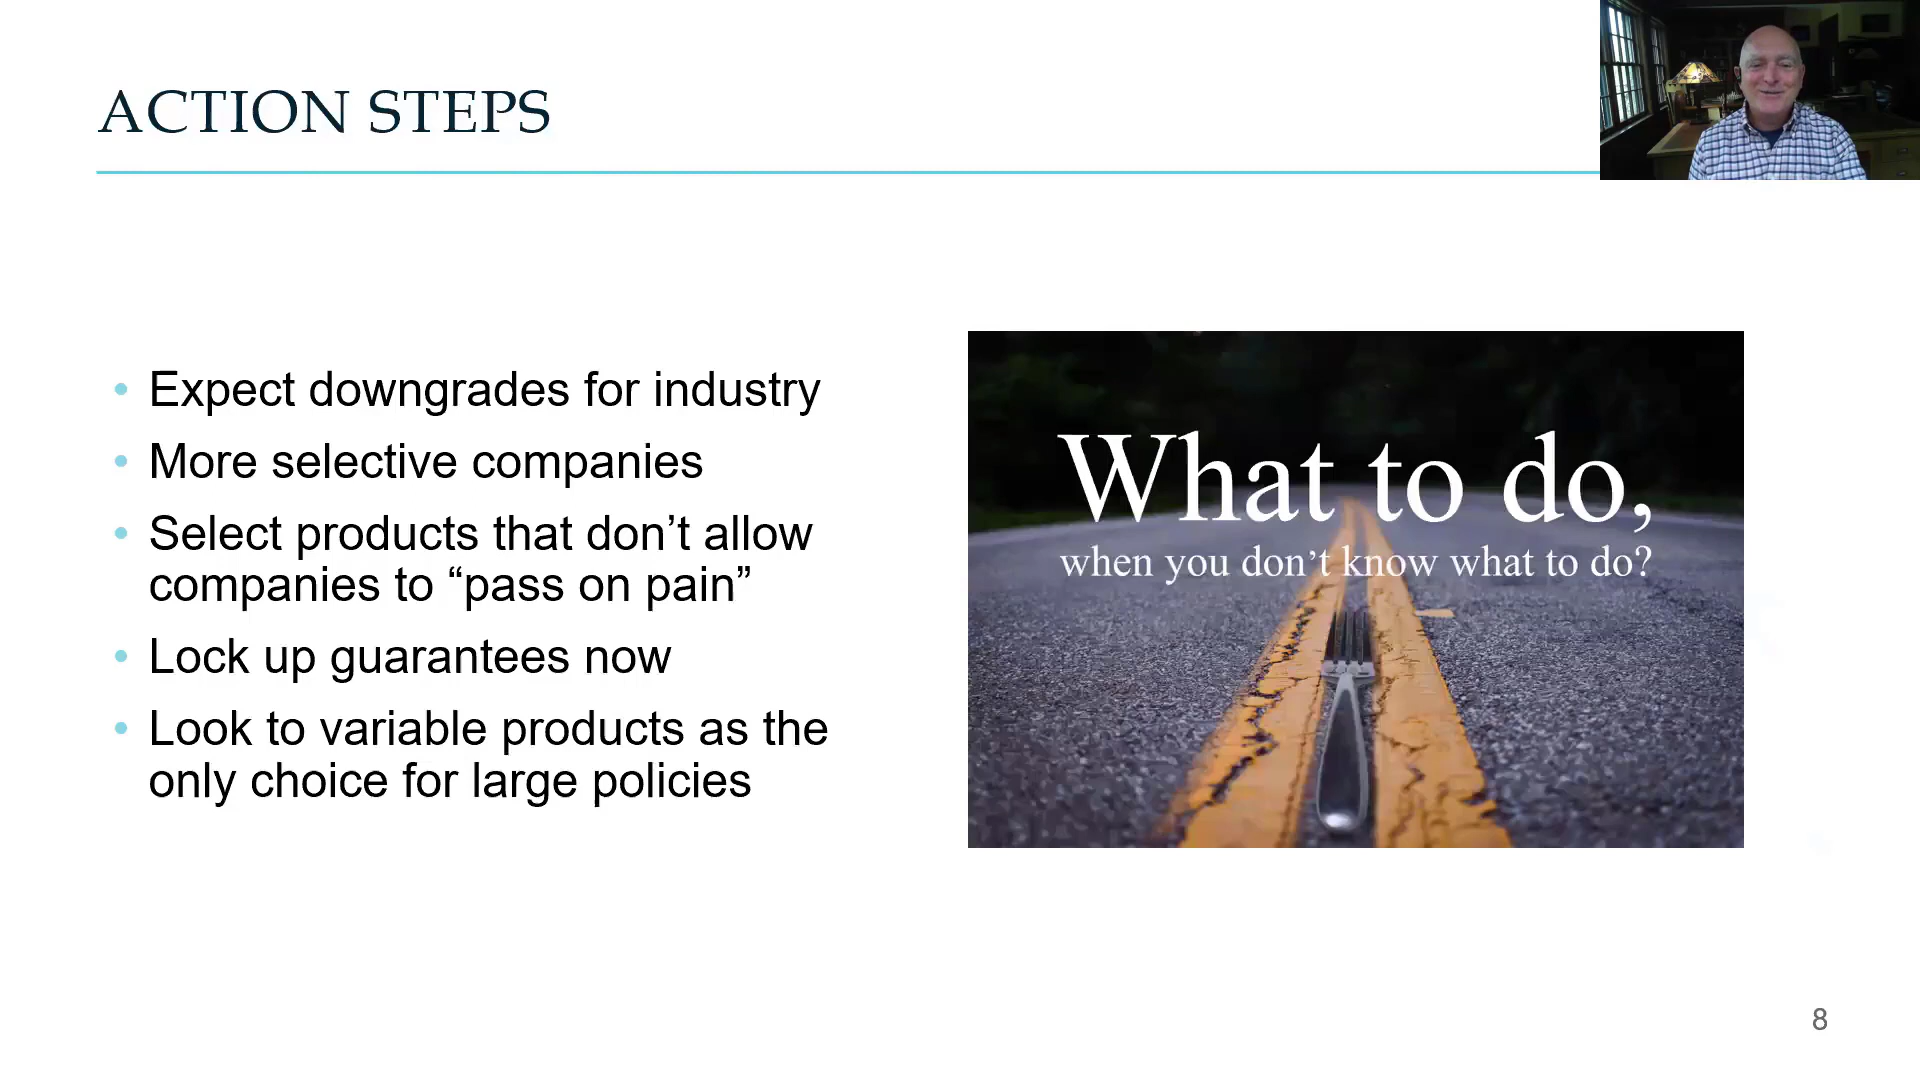 ACTION STEPS
• Expect downgrades for industry
• More selective companies
• Select products that don’t allow
companies to “pass on pain”
• Lock up guarantees now
• Look to variable products as the
only choice for large policies
What to do,
when you don’t know what to do?
8